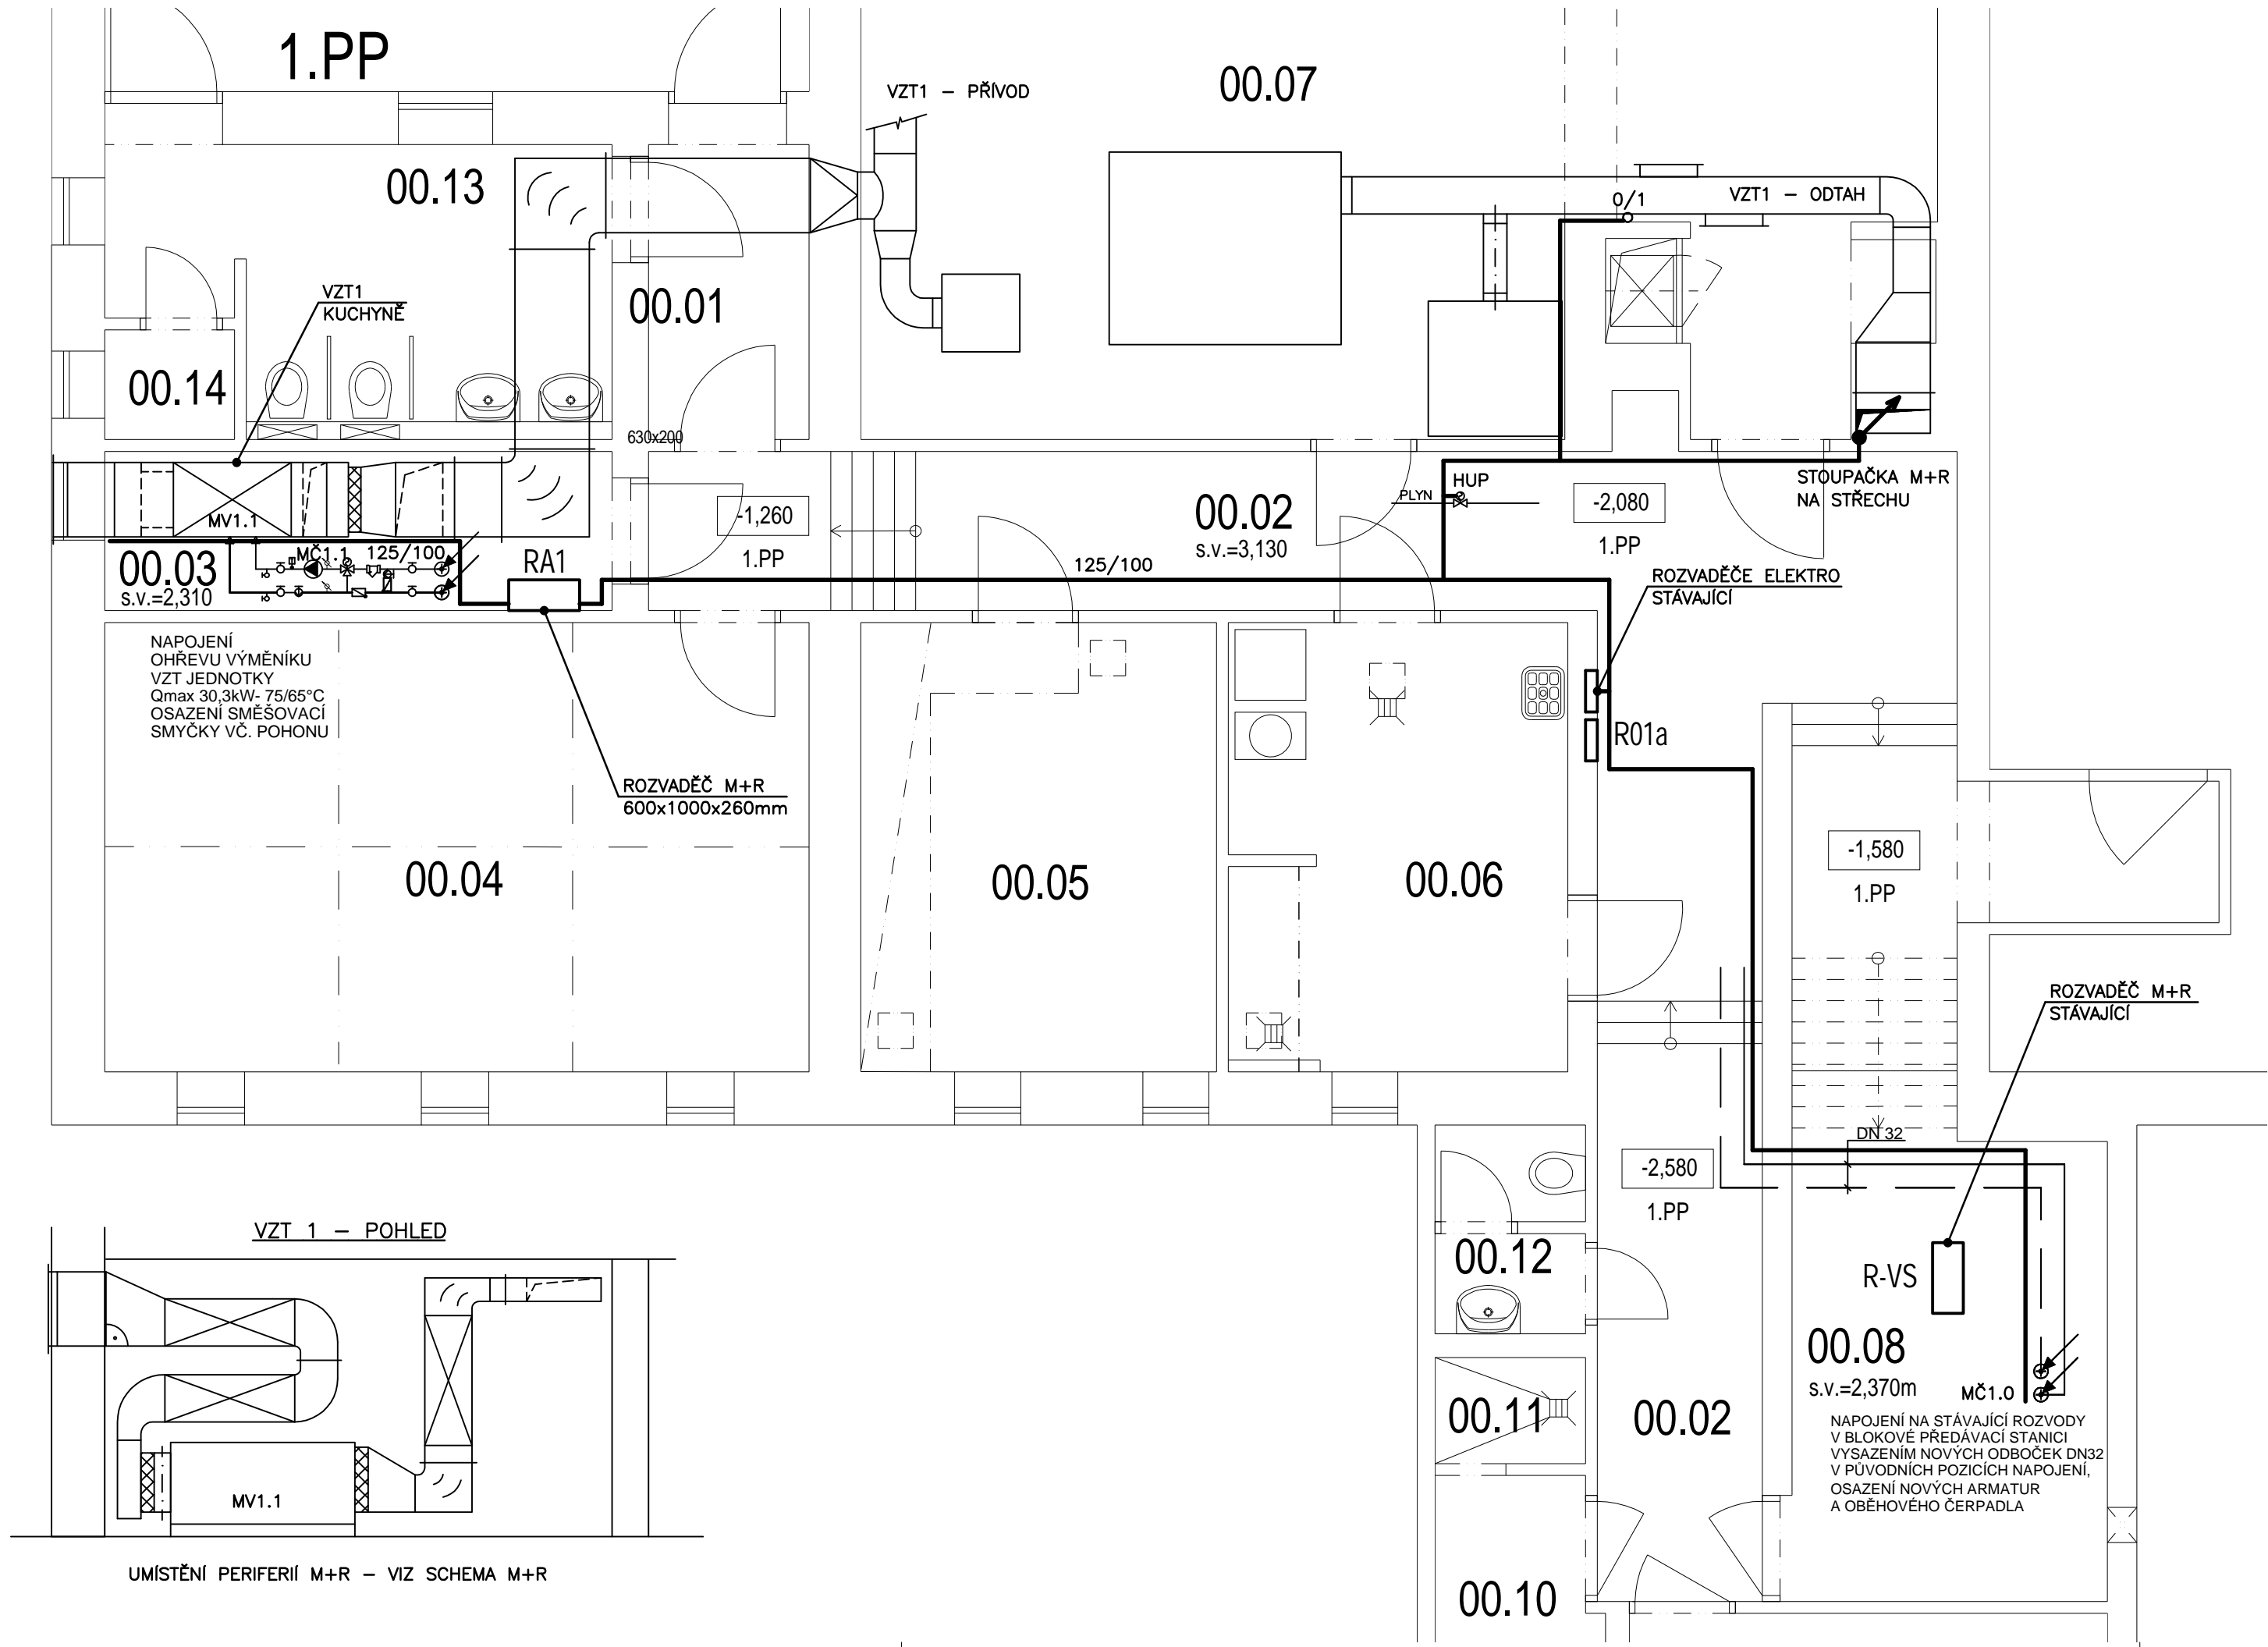 1.PP
VZT1 – PŘÍVOD
00.07
00.13
0/1
VZT1 – ODTAH
VZT1
KUCHYNĚ
00.01
00.14
630x200
STOUPAČKA M+R
NA STŘECHU
HUP
PLYN
-1,260
1.PP
00.02
s.v.=3,130
-2,080
1.PP
MV1.1
MČ1.1
125/100
00.03
s.v.=2,310
RA1
125/100
ROZVADĚČE ELEKTRO
STÁVAJÍCÍ
NAPOJENÍ
OHŘEVU VÝMĚNÍKU
VZT JEDNOTKY
Qmax 30,3kW- 75/65°C
OSAZENÍ SMĚŠOVACÍ
SMYČKY VČ. POHONU
R01a
ROZVADĚČ M+R
600x1000x260mm
00.04
00.05
00.06
-1,580
1.PP
ROZVADĚČ M+R
STÁVAJÍCÍ
DN 32
-2,580
1.PP
VZT 1 – POHLED
00.12
R-VS
00.08
s.v.=2,370m
MČ1.0
00.11
00.02
NAPOJENÍ NA STÁVAJÍCÍ ROZVODY
V BLOKOVÉ PŘEDÁVACÍ STANICI
VYSAZENÍM NOVÝCH ODBOČEK DN32
V PŮVODNÍCH POZICÍCH NAPOJENÍ,
OSAZENÍ NOVÝCH ARMATUR
A OBĚHOVÉHO ČERPADLA
MV1.1
UMÍSTĚNÍ PERIFERIÍ M+R – VIZ SCHEMA M+R
00.10